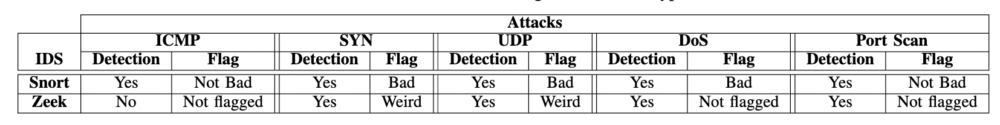 Attacks
ICMP SYN UDP DoS Port Scan
IDS Detection Flag Detection Flag Detection Flag Detection Flag Detection Flag
Snort Yes Not Bad Yes Bad Yes Bad Yes Bad Yes Not Bad
Zeek No Not flagged Yes Weird Yes Weird Yes Not flagged Yes Not flagged